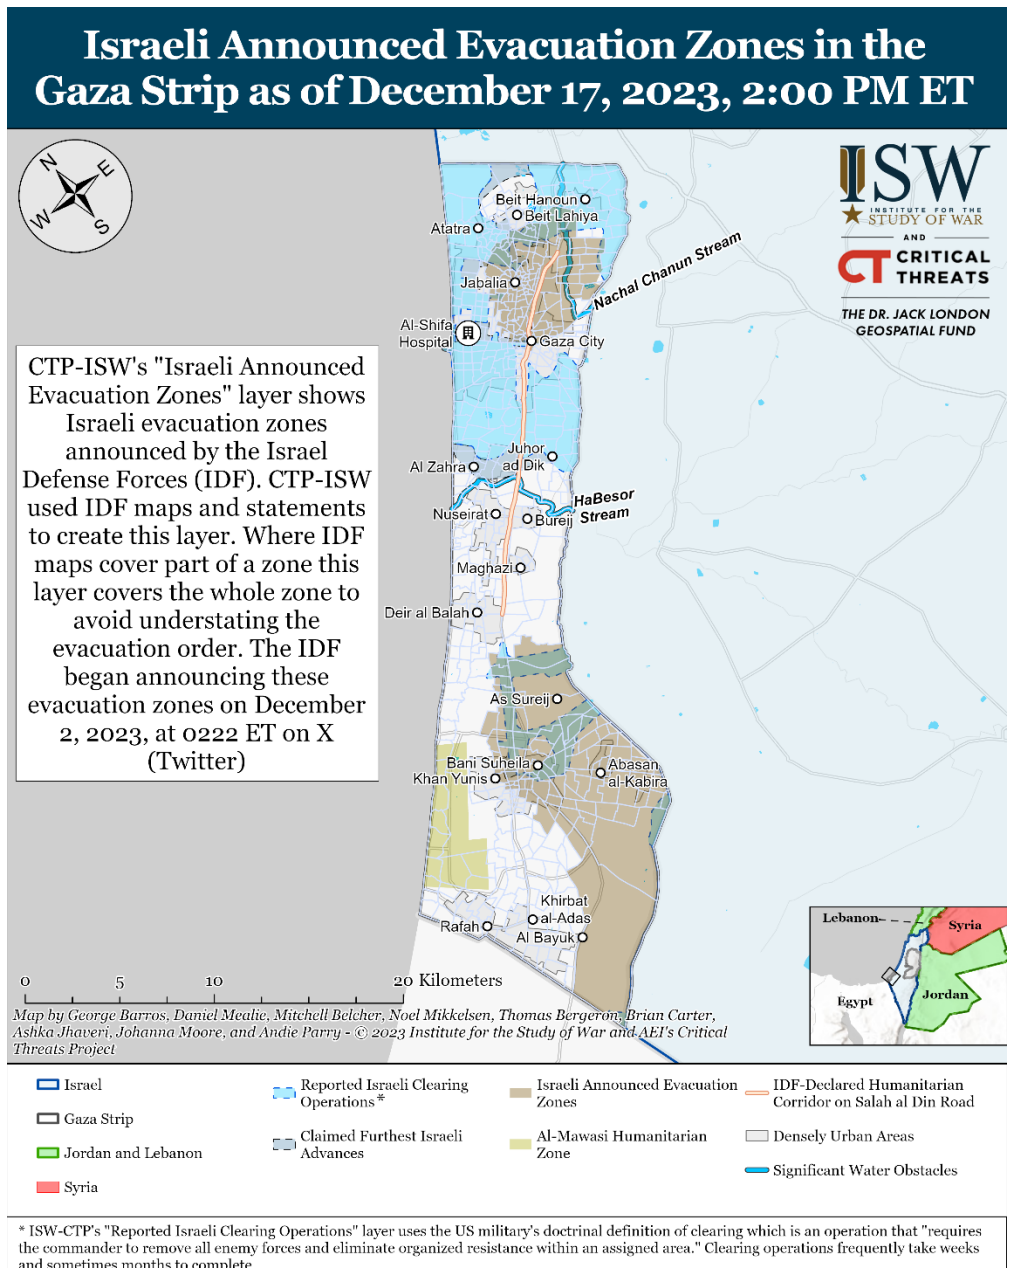 Israeli Announced Evacuation Zones in the
Gaza Strip as of December 17, 2023, 2:00 PM ET
N
E
W
S
ISW
INSTITUTE FOR THE
STUDY OF WAR
AND
CT CRITICAL
THREATS
THE DR. JACK LONDON
GEOSPATIAL FUND
Beit Hanoun
Beit Lahiya
Atatra
Nachal Chanun Stream
Jabalia
Al-Shifa
Hospital
Gaza City
CTP-ISW's "Israeli Announced
Evacuation Zones" layer shows
Israeli evacuation zones
announced by the Israel
Defense Forces (IDF). CTP-ISW
used IDF maps and statements
to create this layer. Where IDF
maps cover part of a zone this
layer covers the whole zone to
avoid understating the
evacuation order. The IDF
began announcing these
evacuation zones on December
2, 2023, at 0222 ET on X
(Twitter)
Juhor
ad Dik
Al Zahra
HaBesor
Stream
Nuseirat
Bureij
Maghazi
Deir al Balah
As Sureij
Bani Suheila
Khan Yunis
Abasan
al-Kabira
Khirbat
al-Adas
Rafah
Al Bayuk
Lebanon
Syria
Egypt
Jordan
0 5 10 20 Kilometers
Map by George Barros, Daniel Mealie, Mitchell Belcher, Noel Mikkelsen, Thomas Bergeron, Brian Carter,
Ashka Jhaveri, Johanna Moore, and Andie Parry - © 2023 Institute for the Study of War and AEI's Critical
Threats Project
Israel
Gaza Strip
Jordan and Lebanon
Syria
Reported Israeli Clearing
Operations*
Claimed Furthest Israeli
Advances
Israeli Announced Evacuation
Zones
Al-Mawasi Humanitarian
Zone
IDF-Declared Humanitarian
Corridor on Salah al Din Road
Densely Urban Areas
Significant Water Obstacles
* ISW-CTP's "Reported Israeli Clearing Operations" layer uses the US military's doctrinal definition of clearing which is an operation that "requires
the commander to remove all enemy forces and eliminate organized resistance within an assigned area." Clearing operations frequently take weeks
and sometimes months to complete